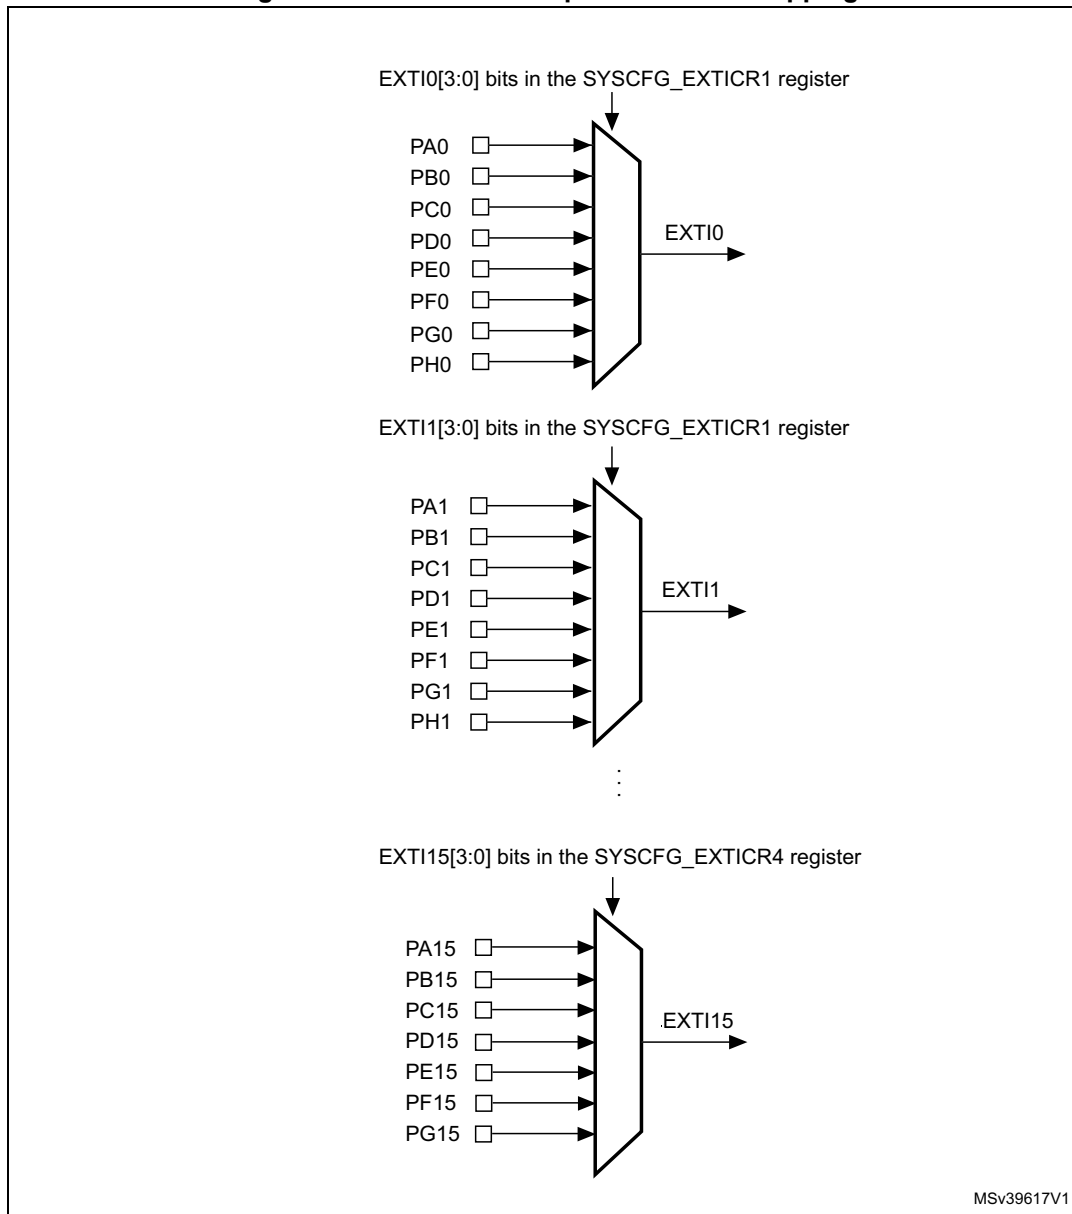 EXTI0[3:0] bits in the SYSCFG_EXTICR1 register
PA0
PB0
PC0
PD0
EXTI0
PE0
PF0
PG0
PH0
EXTI1[3:0] bits in the SYSCFG_EXTICR1 register
PA1
PB1
PC1
PD1
EXTI1
PE1
PF1
PG1
PH1
EXTI15[3:0] bits in the SYSCFG_EXTICR4 register
PA15
PB15
PC15
PD15
EXTI15
PE15
PF15
PG15
MSv39617V1